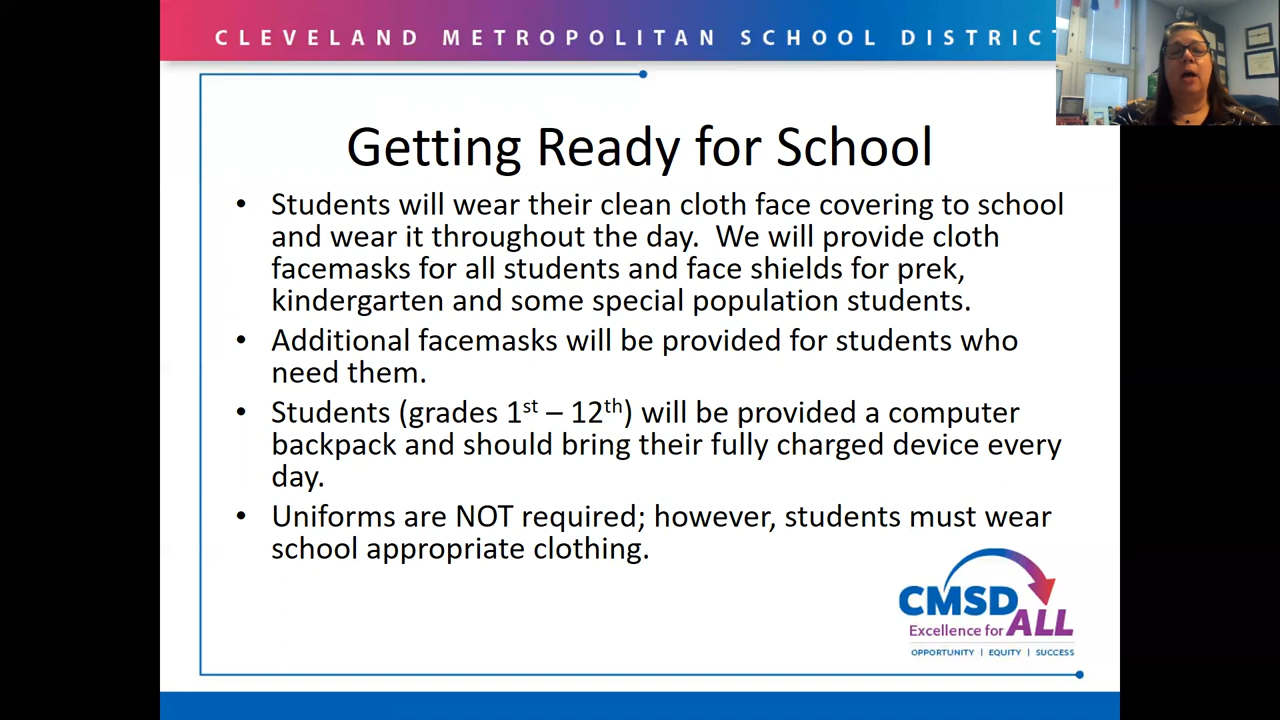 CLEVELAND METROPOLITAN SCHOOL DISTRICT
Getting Ready for School
• Students will wear their clean cloth face covering to school
and wear it throughout the day.  We will provide cloth
facemasks for all students and face shields for prek,
kindergarten and some special population students.
• Additional facemasks will be provided for students who
need them.
• Students (grades 1st – 12th) will be provided a computer
backpack and should bring their fully charged device every
day.
• Uniforms are NOT required; however, students must wear
school appropriate clothing.
CMSD
Excellence for ALL
OPPORTUNITY | EQUITY | SUCCESS